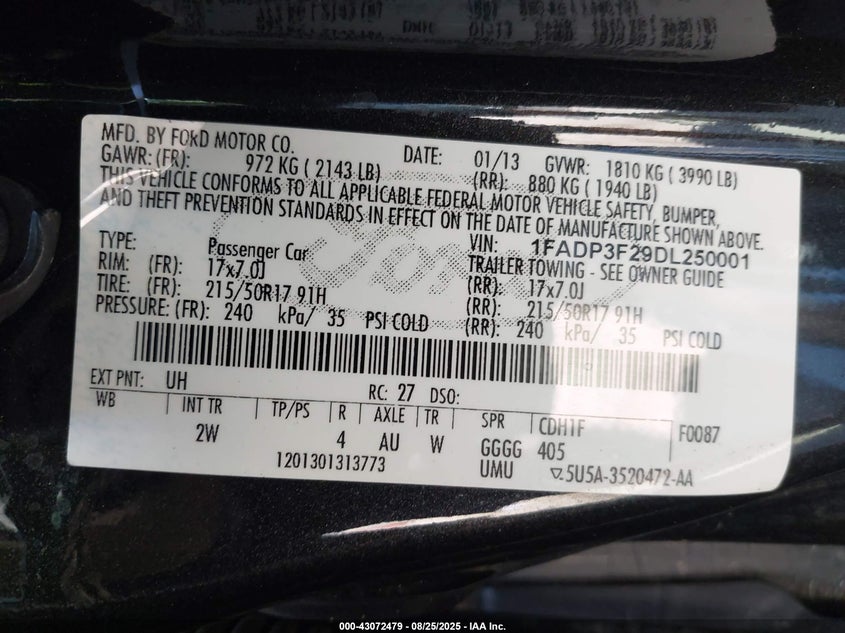 MFD. BY FORD MOTOR CO. DATE: 01/13 GVWR: 1810 KG ( 3990 LB)
GAWR: (FR): 972 KG ( 2143 LB) (RR): 880 KG ( 1940 LB)
THIS VEHICLE CONFORMS TO ALL APPLICABLE FEDERAL MOTOR VEHICLE SAFETY, BUMPER,
AND THEFT PREVENTION STANDARDS IN EFFECT ON THE DATE OF MANUFACTURE SHOWN ABOVE.
VIN: 1FADP3F29DL250001
TYPE: Passenger Car TRAILER TOWING - SEE OWNER GUIDE
RIM: (FR): 17x7.0J (RR): 17x7.0J
TIRE: (FR): 215/50R17 91H (RR): 215/50R17 91H
PRESSURE: (FR): 240 kPa/ 35 PSI COLD (RR): 240 kPa/ 35 PSI COLD
EXT PNT: UH RC: 27 DSO:
WB INT TR TP/PS R AXLE TR SPR CDH1F F0087
2W 4 AU W GGGG 405
1201301313773 UMU 5U5A-3520472-AA
000-43072479 - 08/25/2025 - IAA Inc.